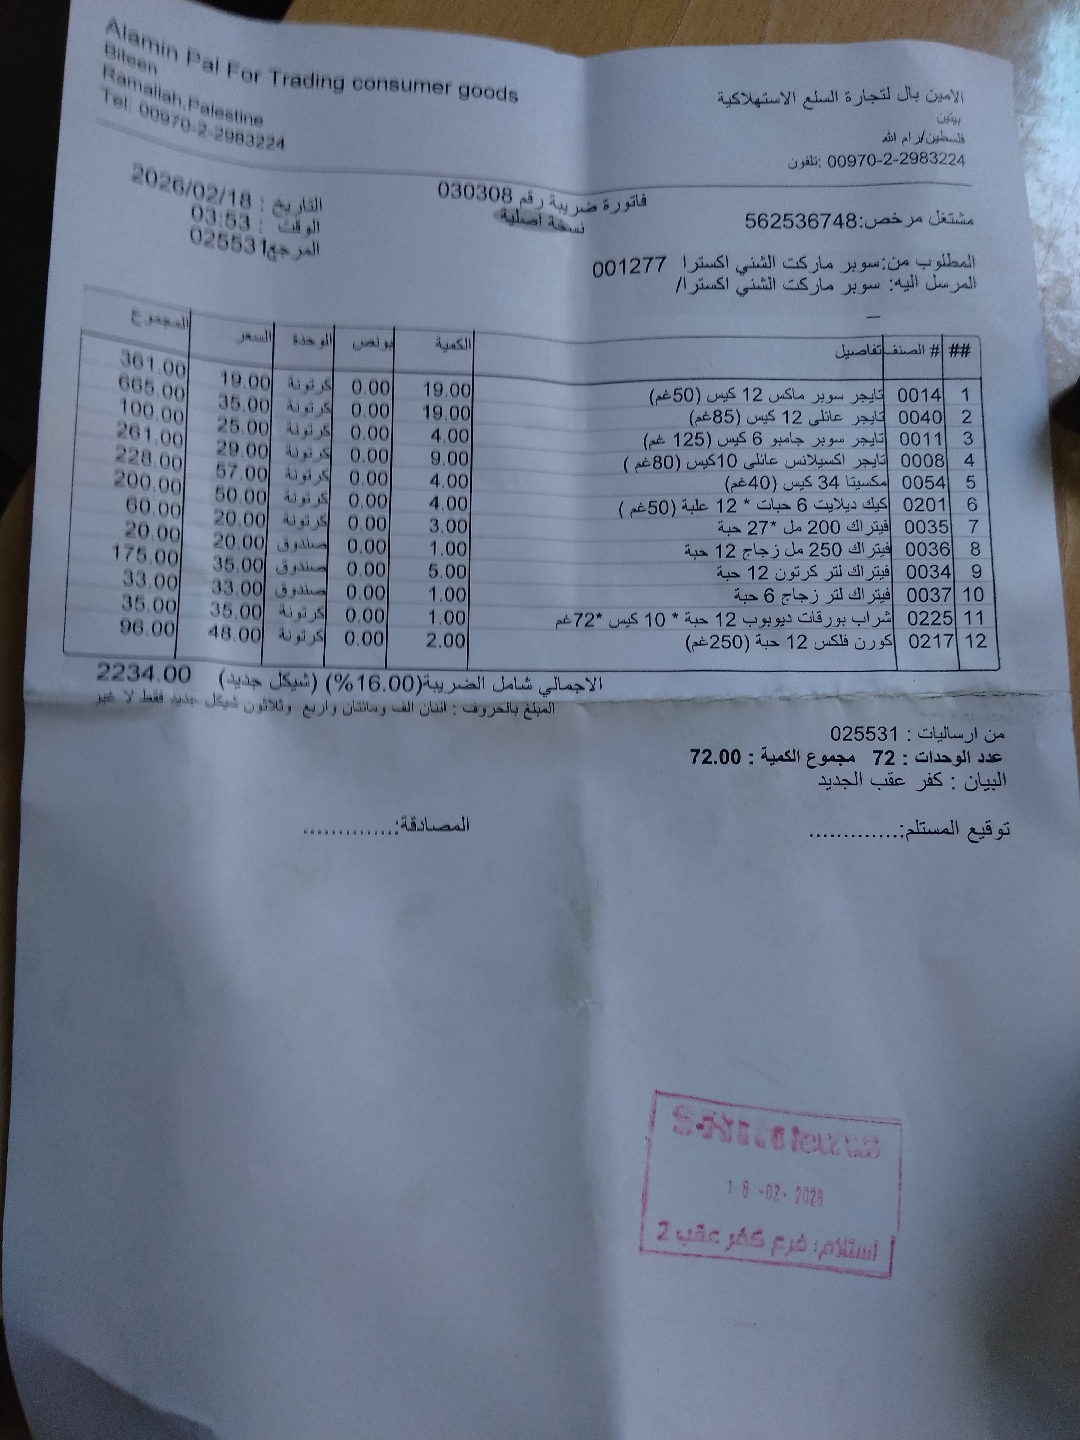 Alamin Pal For Trading consumer goods
Biteen
Ramallah,Palestine
Tel: 00970-2-2983224
الامين بال لتجارة السلع الاستهلاكية
بيتين
فلسطين/رام الله
تلفون: 00970-2-2983224
فاتورة ضريبة رقم 030308
نسخة اصلية
التاريخ : 2026/02/18
الوقت : 03:53
المرجع 025531
مشتغل مرخص:562536748
المطلوب من:سوبر ماركت الشني اكسترا 001277
المرسل اليه: سوبر ماركت الشني اكسترا/
## # الصنف تفاصيل الكمية بونص الوحدة السعر المجموع
1 0014 تايجر سوبر ماكس 12 كيس (50غم) 19.00 0.00 كرتونة 19.00 361.00
2 0040 تايجر عائلي 12 كيس (85غم) 19.00 0.00 كرتونة 35.00 665.00
3 0011 تايجر سوبر جامبو 6 كيس (125 غم) 4.00 0.00 كرتونة 25.00 100.00
4 0008 تايجر اكسيلانس عائلي 10كيس (80غم ) 9.00 0.00 كرتونة 29.00 261.00
5 0054 مكسيتا 34 كيس (40غم) 4.00 0.00 كرتونة 57.00 228.00
6 0201 كيك ديلايت 6 حبات * 12 علبة (50غم ) 4.00 0.00 كرتونة 50.00 200.00
7 0035 فيتراك 200 مل *27 حبة 3.00 0.00 كرتونة 20.00 60.00
8 0036 فيتراك 250 مل زجاج 12 حبة 1.00 0.00 صندوق 20.00 20.00
9 0034 فيتراك لتر كرتون 12 حبة 5.00 0.00 صندوق 35.00 175.00
10 0037 فيتراك لتر زجاج 6 حبة 1.00 0.00 صندوق 33.00 33.00
11 0225 شراب بورقات ديوبوب 12 حبة * 10 كيس *72غم 1.00 0.00 كرتونة 35.00 35.00
12 0217 كورن فلكس 12 حبة (250غم) 2.00 0.00 كرتونة 48.00 96.00
الاجمالي شامل الضريبة(16.00%) (شيكل جديد) 2234.00
المبلغ بالحروف : اثنان الف ومائتان واربع وثلاثون شيكل جديد فقط لا غير
من ارساليات : 025531
عدد الوحدات : 72 مجموع الكمية : 72.00
البيان : كفر عقب الجديد
توقيع المستلم:.............
المصادقة:..............
18-02-2026
استلام: فرع كفر عقب 2